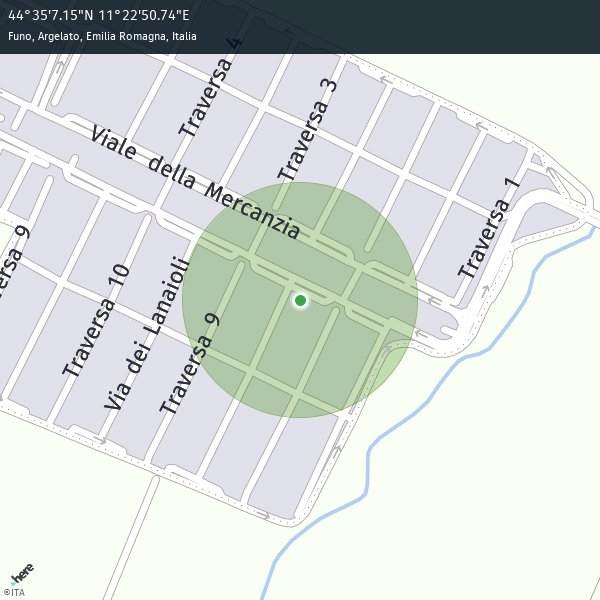 44°35'7.15"N 11°22'50.74"E
Funo, Argelato, Emilia Romagna, Italia
Traversa 4
Traversa 3
Viale della Mercanzia
Traversa 1
ersa 9
Traversa 10
Via dei Lanaioli
Traversa 9
here
©ITA